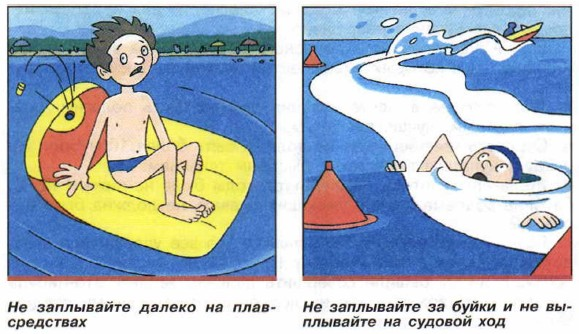 Не заплывайте далеко на плав-
средствах
Не заплывайте за буйки и не вы-
плывайте на судовой ход